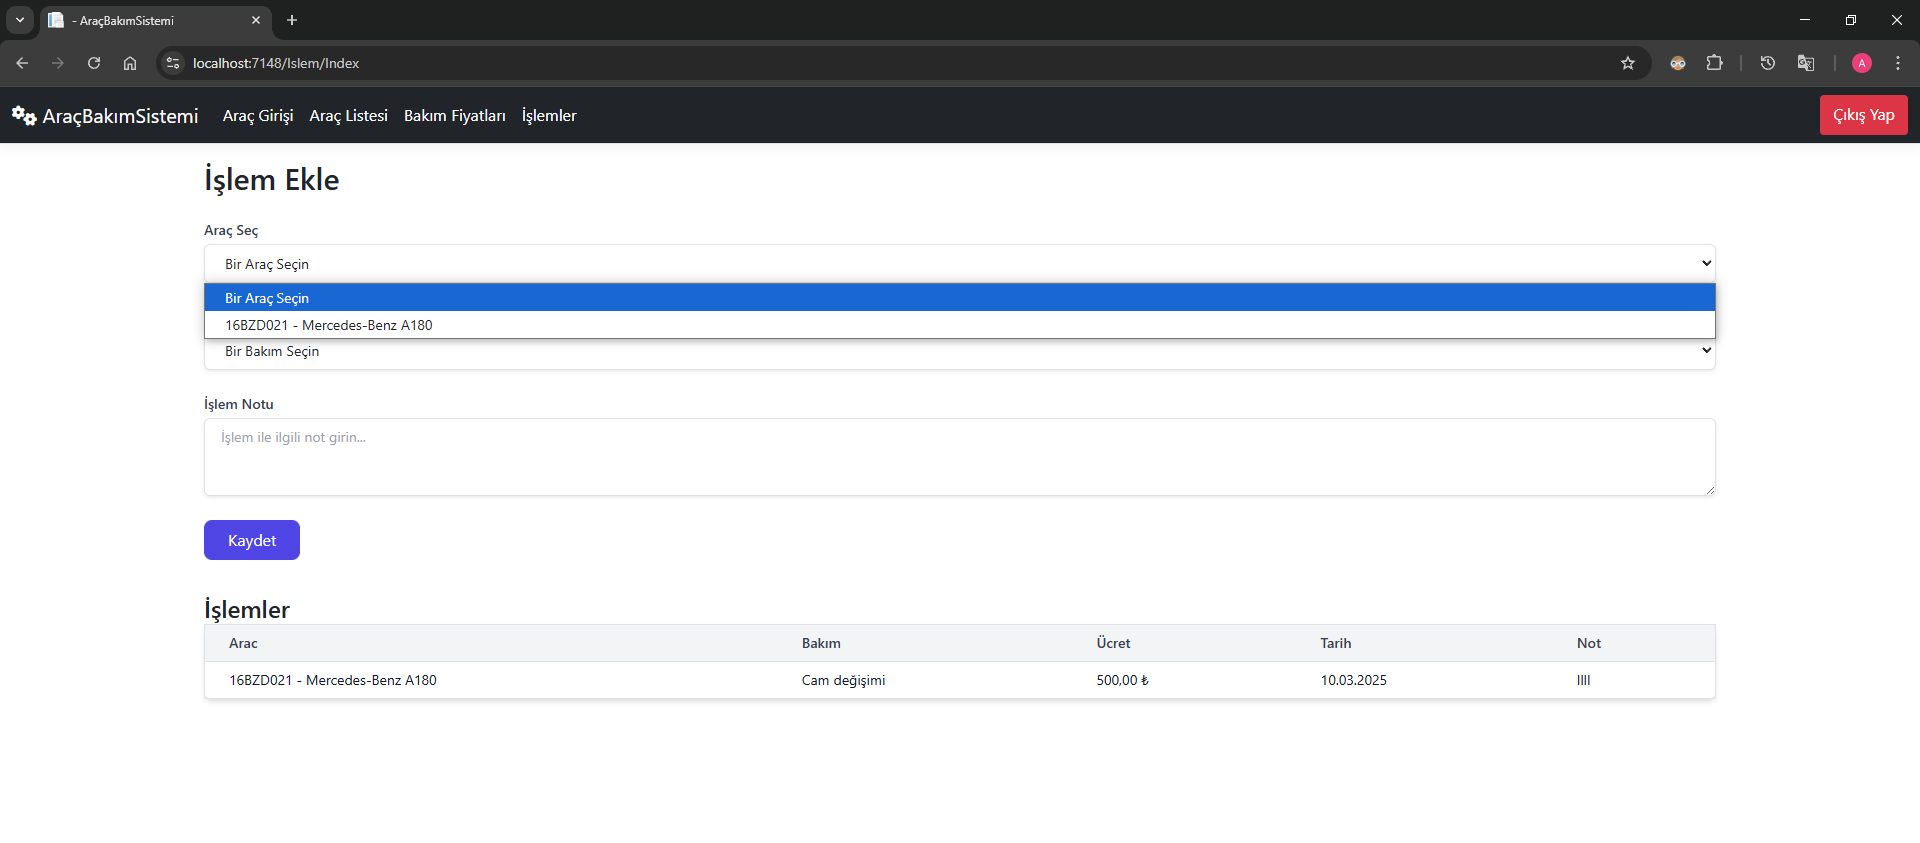 - AraçBakımSistemi
localhost:7148/Islem/Index
A
AraçBakımSistemi Araç Girişi Araç Listesi Bakım Fiyatları İşlemler Çıkış Yap
İşlem Ekle
Araç Seç
Bir Araç Seçin
Bir Araç Seçin
16BZD021 - Mercedes-Benz A180
Bir Bakım Seçin
İşlem Notu
İşlem ile ilgili not girin...
Kaydet
İşlemler
Arac Bakım Ücret Tarih Not
16BZD021 - Mercedes-Benz A180 Cam değişimi 500,00 ₺ 10.03.2025 llll